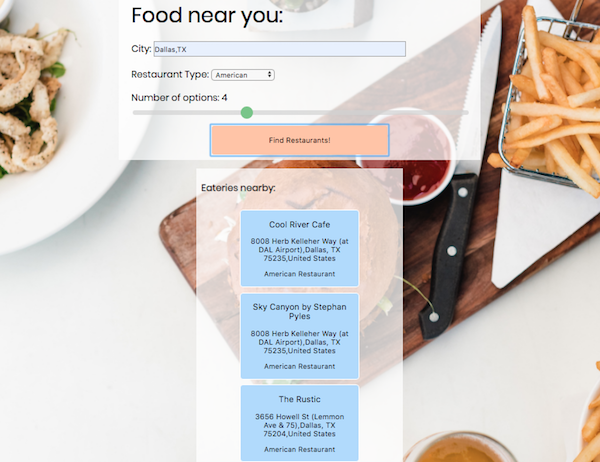 Food near you:
City: Dallas,TX
Restaurant Type: American
Number of options: 4
Find Restaurants!
Eateries nearby:
Cool River Cafe
8008 Herb Kelleher Way (at
DAL Airport),Dallas, TX
75235,United States
American Restaurant
Sky Canyon by Stephan
Pyles
8008 Herb Kelleher Way (at
DAL Airport),Dallas, TX
75235,United States
American Restaurant
The Rustic
3656 Howell St (Lemmon
Ave & 75),Dallas, TX
75204,United States
American Restaurant